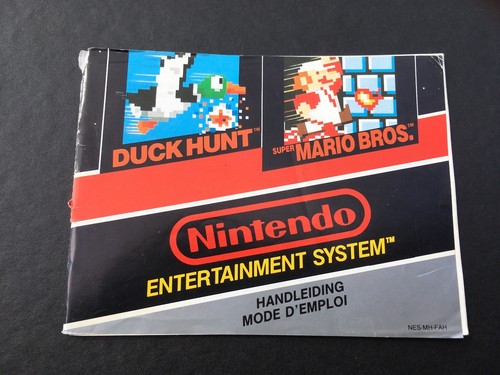 DUCK HUNT™
SUPER MARIO BROS.™
Nintendo
ENTERTAINMENT SYSTEM™
HANDLEIDING
MODE D'EMPLOI
NES-MH-FAH